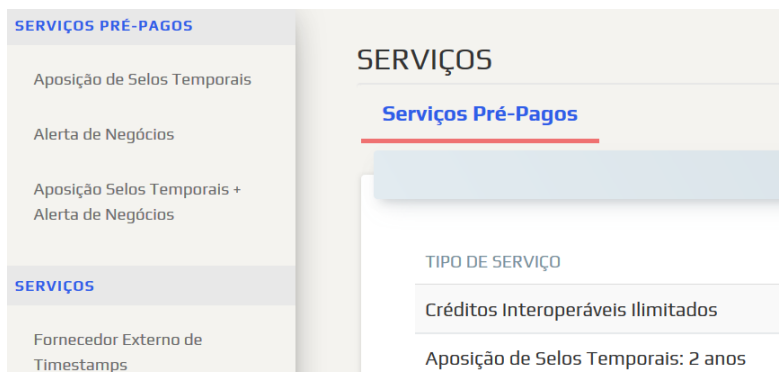 SERVIÇOS PRÉ-PAGOS
Aposição de Selos Temporais
Alerta de Negócios
Aposição Selos Temporais +
Alerta de Negócios
SERVIÇOS
Fornecedor Externo de
Timestamps
SERVIÇOS
Serviços Pré-Pagos
TIPO DE SERVIÇO
Créditos Interoperáveis Ilimitados
Aposição de Selos Temporais: 2 anos